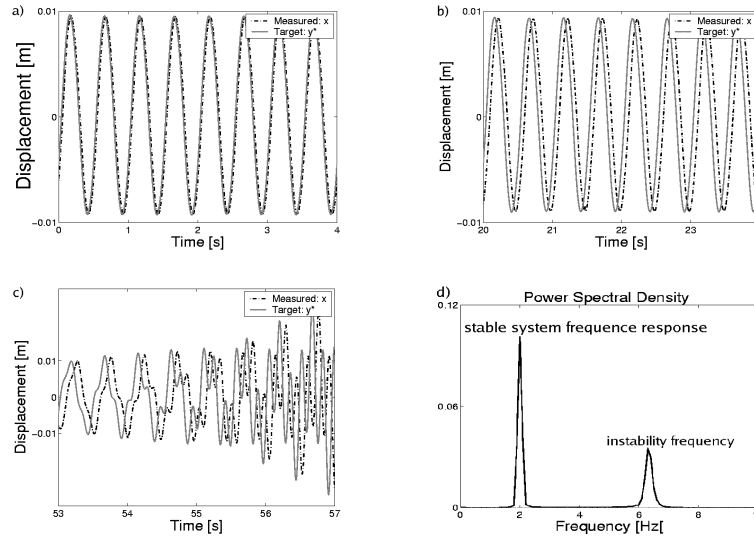 a)
Displacement [m]
0.01
0
−0.01
Measured: x
Target: y*
0
1
2
3
4
Time [s]
b)
Displacement [m]
0.01
0
−0.01
Measured: x
Target: y*
20
21
22
23
Time [s]
c)
Displacement [m]
0.01
0
−0.01
Measured: x
Target: y*
53
54
55
56
57
Time [s]
d)
Power Spectral Density
0.12
0.06
0
stable system frequence response
instability frequency
0
2
4
6
8
Frequency [Hz[